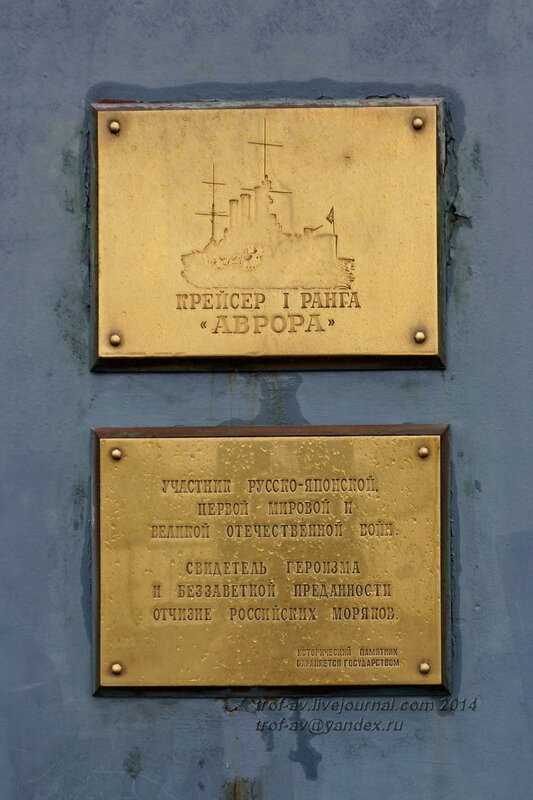 КРЕЙСЕР I РАНГА
«АВРОРА»
УЧАСТНИК РУССКО-ЯПОНСКОЙ,
ПЕРВОЙ МИРОВОЙ И
ВЕЛИКОЙ ОТЕЧЕСТВЕННОЙ ВОЙН.
СВИДЕТЕЛЬ ГЕРОИЗМА
И БЕЗЗАВЕТНОЙ ПРЕДАННОСТИ
ОТЧИЗНЕ РОССИЙСКИХ МОРЯКОВ.
ИСТОРИЧЕСКИЙ ПАМЯТНИК
ОХРАНЯЕТСЯ ГОСУДАРСТВОМ
trof-av.livejournal.com 2014
trof-av@yandex.ru